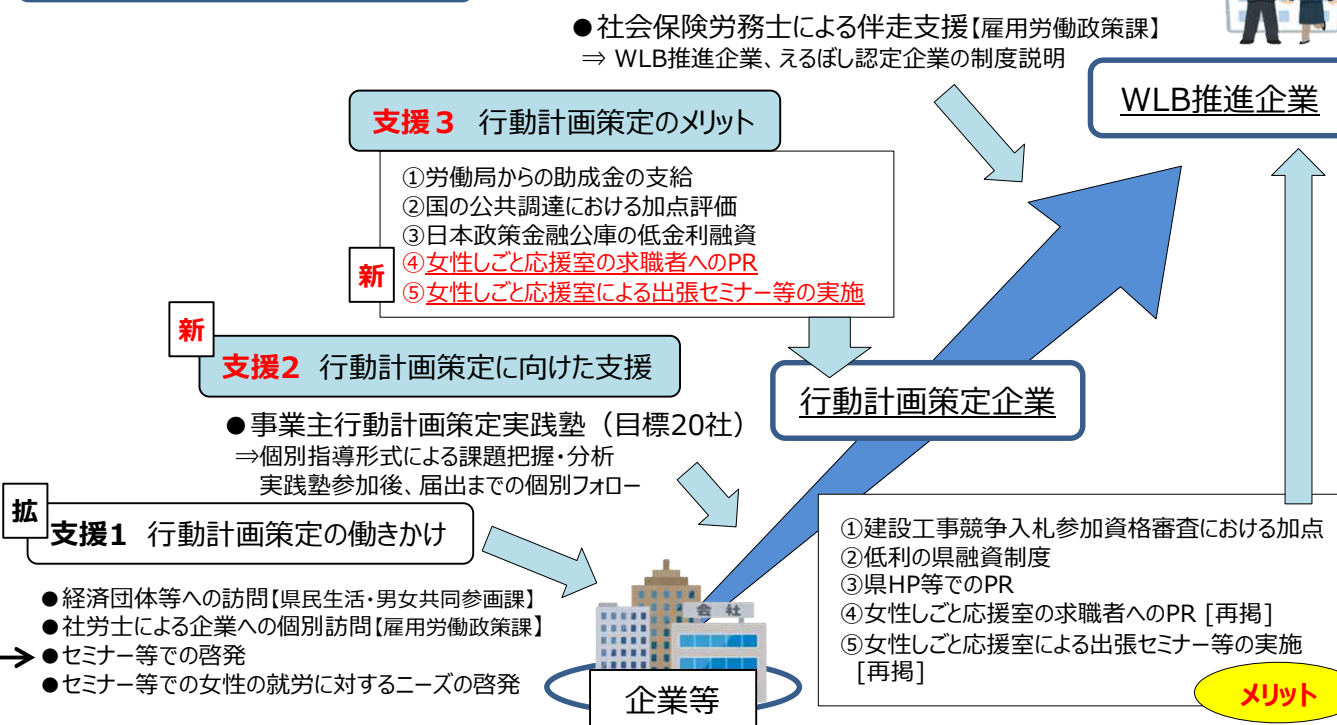 ●社会保険労務士による伴走支援【雇用労働政策課】
⇒ WLB推進企業、えるぼし認定企業の制度説明
WLB推進企業
支援３ 行動計画策定のメリット
①労働局からの助成金の支給
②国の公共調達における加点評価
③日本政策金融公庫の低金利融資
新
④女性しごと応援室の求職者へのPR
⑤女性しごと応援室による出張セミナー等の実施
新
支援2 行動計画策定に向けた支援
行動計画策定企業
●事業主行動計画策定実践塾（目標20社）
⇒個別指導形式による課題把握・分析
実践塾参加後、届出までの個別フォロー
拡
支援1 行動計画策定の働きかけ
●経済団体等への訪問【県民生活・男女共同参画課】
●社労士による企業への個別訪問【雇用労働政策課】
●セミナー等での啓発
●セミナー等での女性の就労に対するニーズの啓発
会社
企業等
①建設工事競争入札参加資格審査における加点
②低利の県融資制度
③県HP等でのPR
④女性しごと応援室の求職者へのPR [再掲]
⑤女性しごと応援室による出張セミナー等の実施
[再掲]
メリット